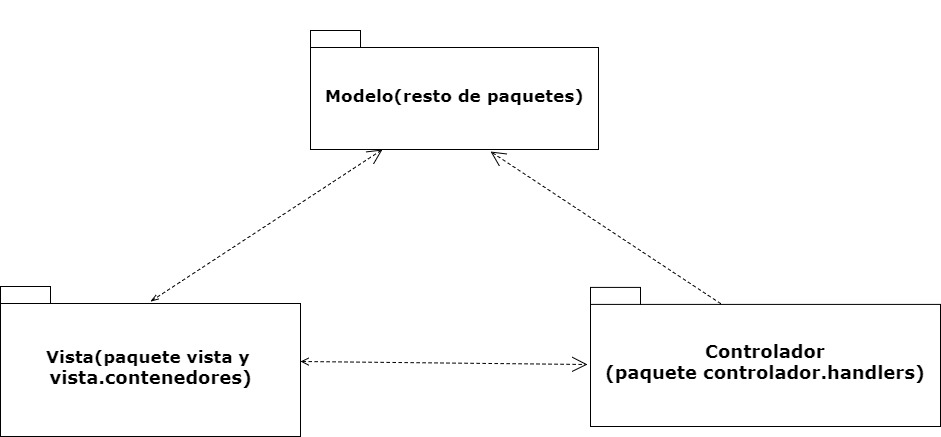 Modelo(resto de paquetes)
Vista(paquete vista y
vista.contenedores)
Controlador
(paquete controlador.handlers)